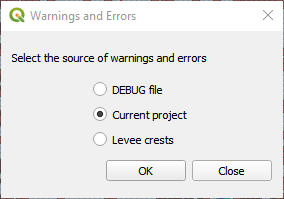 Warnings and Errors
Select the source of warnings and errors
DEBUG file
Current project
Levee crests
OK Close